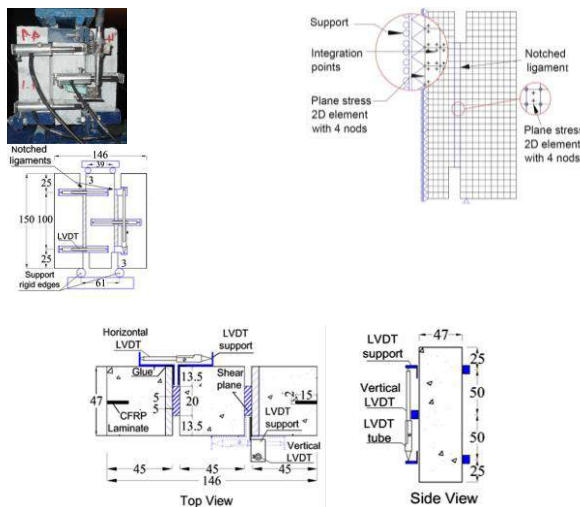 Notched
ligaments
146
39
3
25
150
100
LVDT
25
3
Support
rigid edges
61
Support
Integration
points
Plane stress
2D element
with 4 nods
Notched
ligament
Plane stress
2D element
with 4 nods
Horizontal
LVDT
LVDT
support
Glue
Shear
plane
13.5
5
20
5
13.5
47
2
15
CFRP
Laminate
LVDT
support
Vertical
LVDT
45
45
45
146
Top View
47
LVDT
support
Vertical
LVDT
LVDT
tube
25
50
50
25
Side View